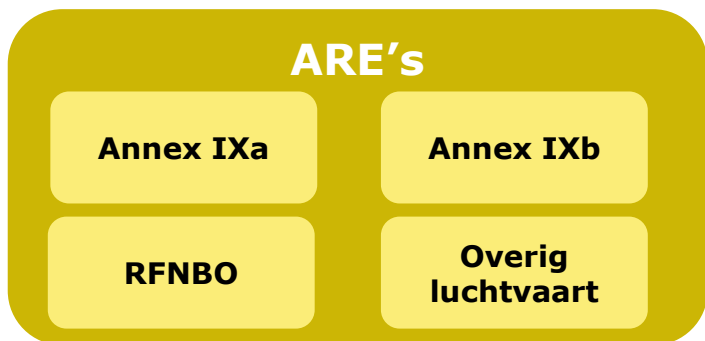 ARE’s
Annex IXa
Annex IXb
RFNBO
Overig
luchtvaart